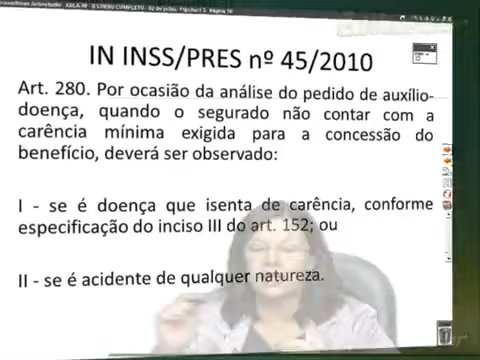 IN INSS/PRES nº 45/2010
Art. 280. Por ocasião da análise do pedido de auxílio-
doença, quando o segurado não contar com a
carência mínima exigida para a concessão do
benefício, deverá ser observado:
I - se é doença que isenta de carência, conforme
especificação do inciso III do art. 152; ou
II - se é acidente de qualquer natureza.